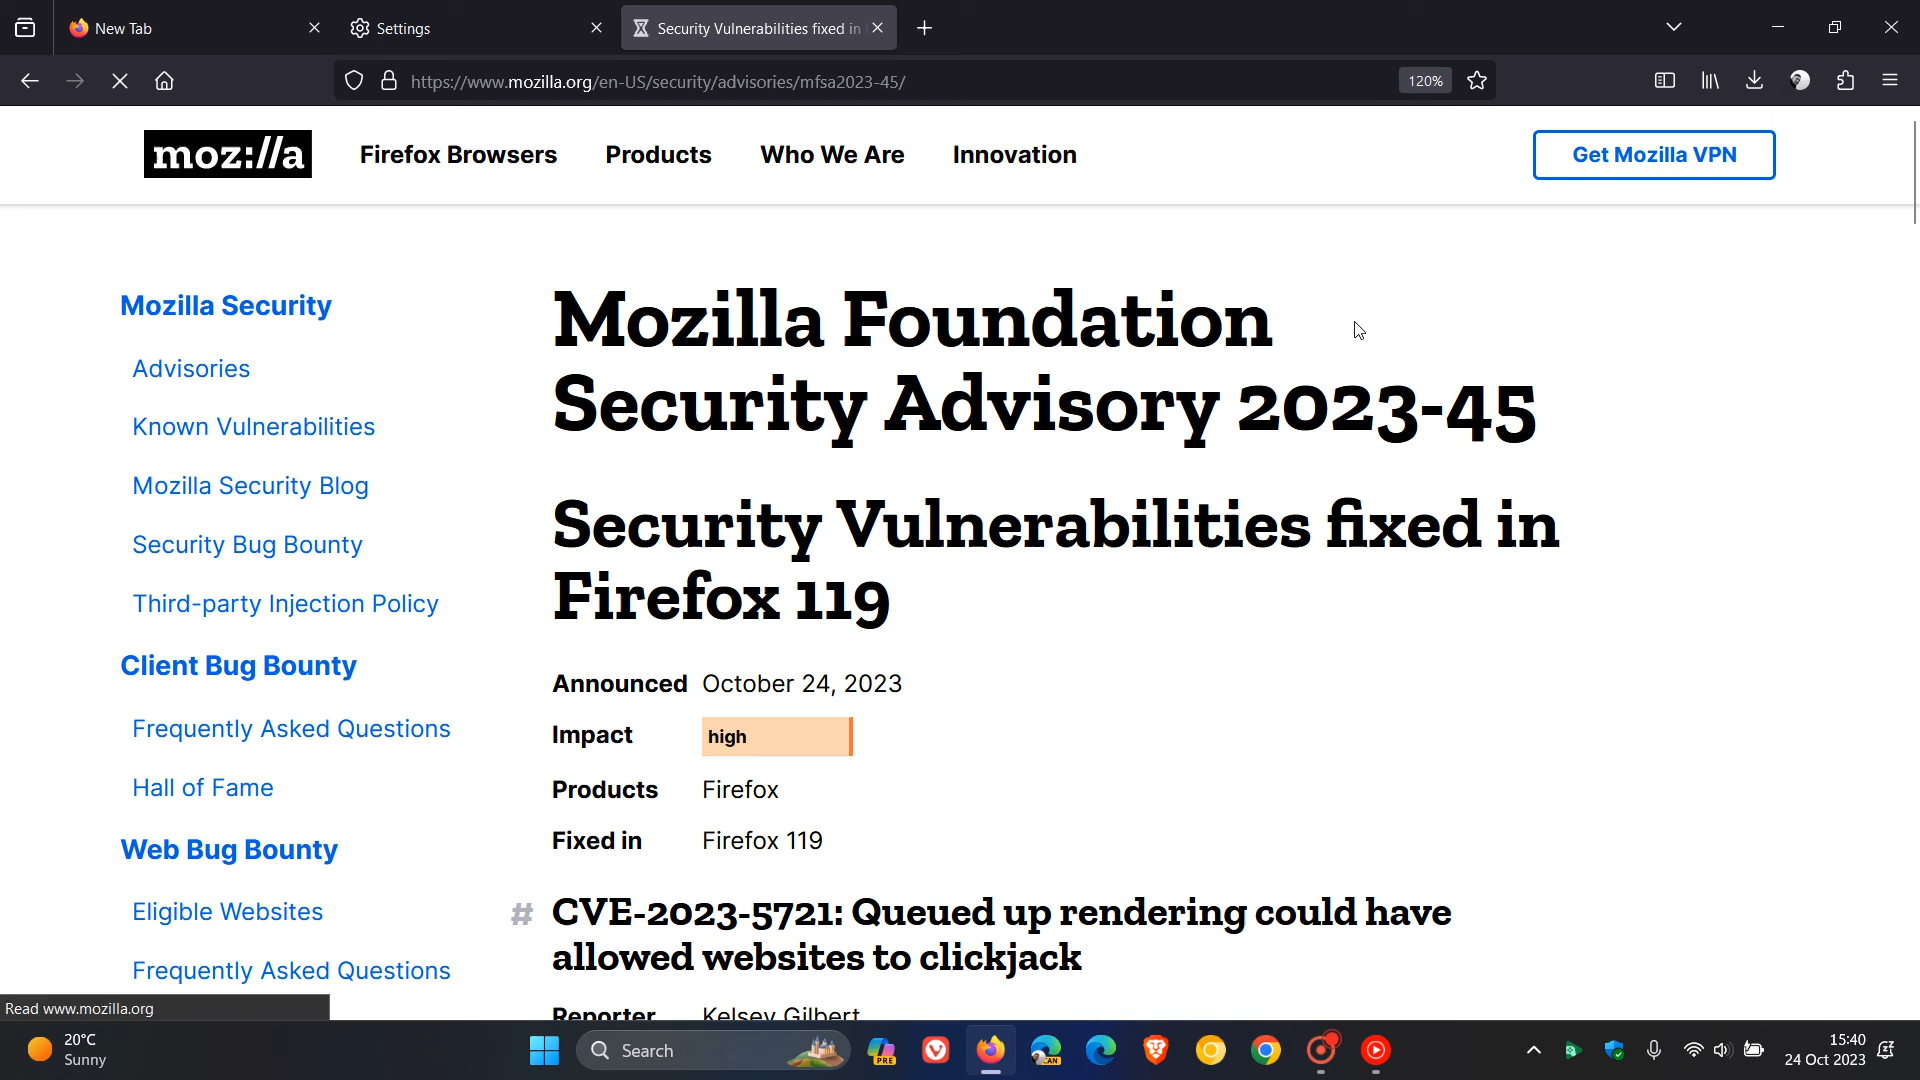 New Tab
Settings
Security Vulnerabilities fixed in
https://www.mozilla.org/en-US/security/advisories/mfsa2023-45/
120%
moz://a
Firefox Browsers
Products
Who We Are
Innovation
Get Mozilla VPN
Mozilla Security
Advisories
Known Vulnerabilities
Mozilla Security Blog
Security Bug Bounty
Third-party Injection Policy
Client Bug Bounty
Frequently Asked Questions
Hall of Fame
Web Bug Bounty
Eligible Websites
Frequently Asked Questions
Mozilla Foundation
Security Advisory 2023-45
Security Vulnerabilities fixed in
Firefox 119
Announced October 24, 2023
Impact high
Products Firefox
Fixed in Firefox 119
# CVE-2023-5721: Queued up rendering could have
allowed websites to clickjack
Reporter Kelsey Gilbert
Read www.mozilla.org
20°C
Sunny
Search
PRE
CAN
15:40
24 Oct 2023